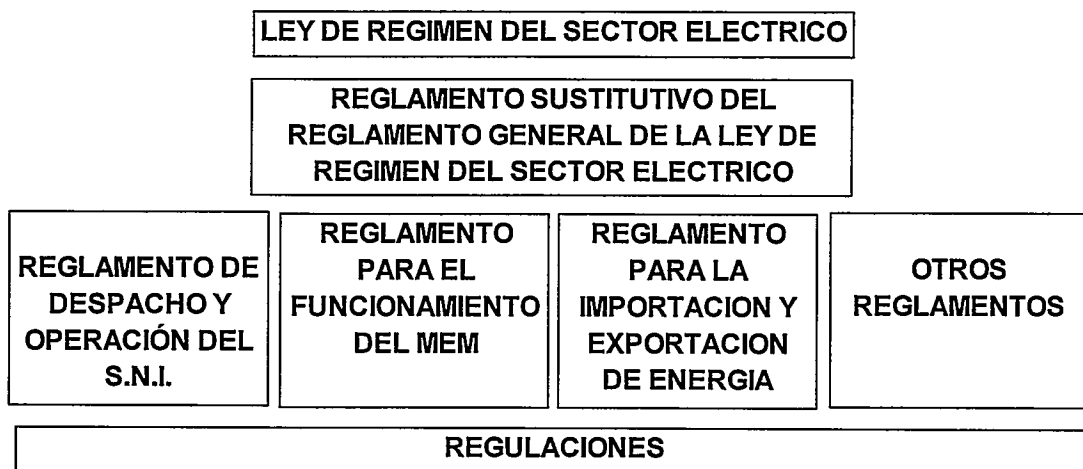 LEY DE REGIMEN DEL SECTOR ELECTRICO
REGLAMENTO SUSTITUTIVO DEL
REGLAMENTO GENERAL DE LA LEY DE
REGIMEN DEL SECTOR ELECTRICO
REGLAMENTO DE
DESPACHO Y
OPERACIÓN DEL
S.N.I.
REGLAMENTO
PARA EL
FUNCIONAMIENTO
DEL MEM
REGLAMENTO
PARA LA
IMPORTACION Y
EXPORTACION
DE ENERGIA
OTROS
REGLAMENTOS
REGULACIONES